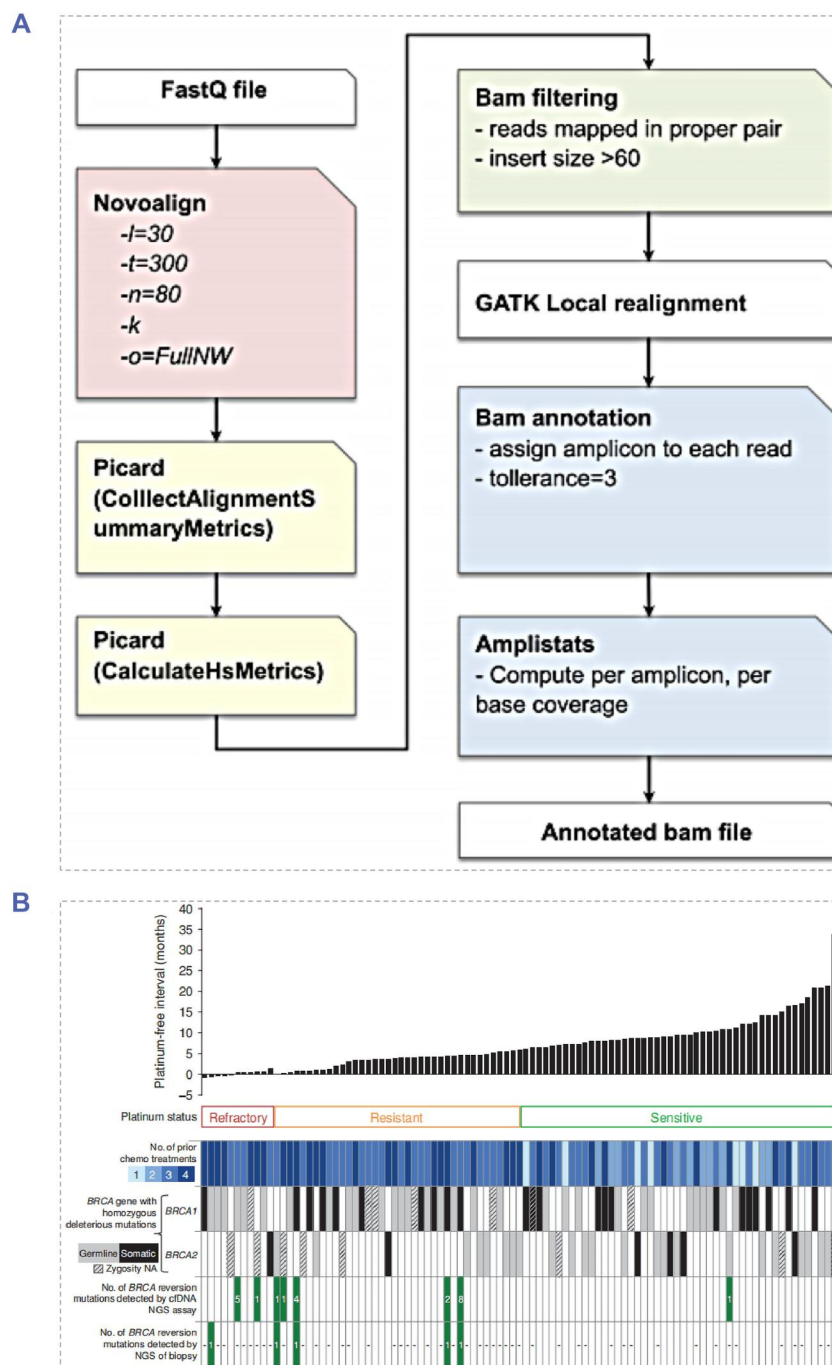 A
FastQ file
Novoalign
-l=30
-t=300
-n=80
-k
-o=FullNW
Picard
(ColllectAlignmentS
ummaryMetrics)
Picard
(CalculateHsMetrics)
Bam filtering
- reads mapped in proper pair
- insert size >60
GATK Local realignment
Bam annotation
- assign amplicon to each read
- tollerance=3
Amplistats
- Compute per amplicon, per
base coverage
Annotated bam file
B
Platinum-free interval (months)
40
35
30
25
20
15
10
5
0
–5
Platinum status
Refractory
Resistant
Sensitive
No. of prior
chemo treatments
1 2 3 4
BRCA gene with
homozygous
deleterious mutations
BRCA1
BRCA2
Germline Somatic
Zygosity NA
No. of BRCA reversion
mutations detected by cfDNA
NGS assay
5 1 1 1 4 2 8 1
No. of BRCA reversion
mutations detected by
NGS of biopsy
1 1 1 1 1